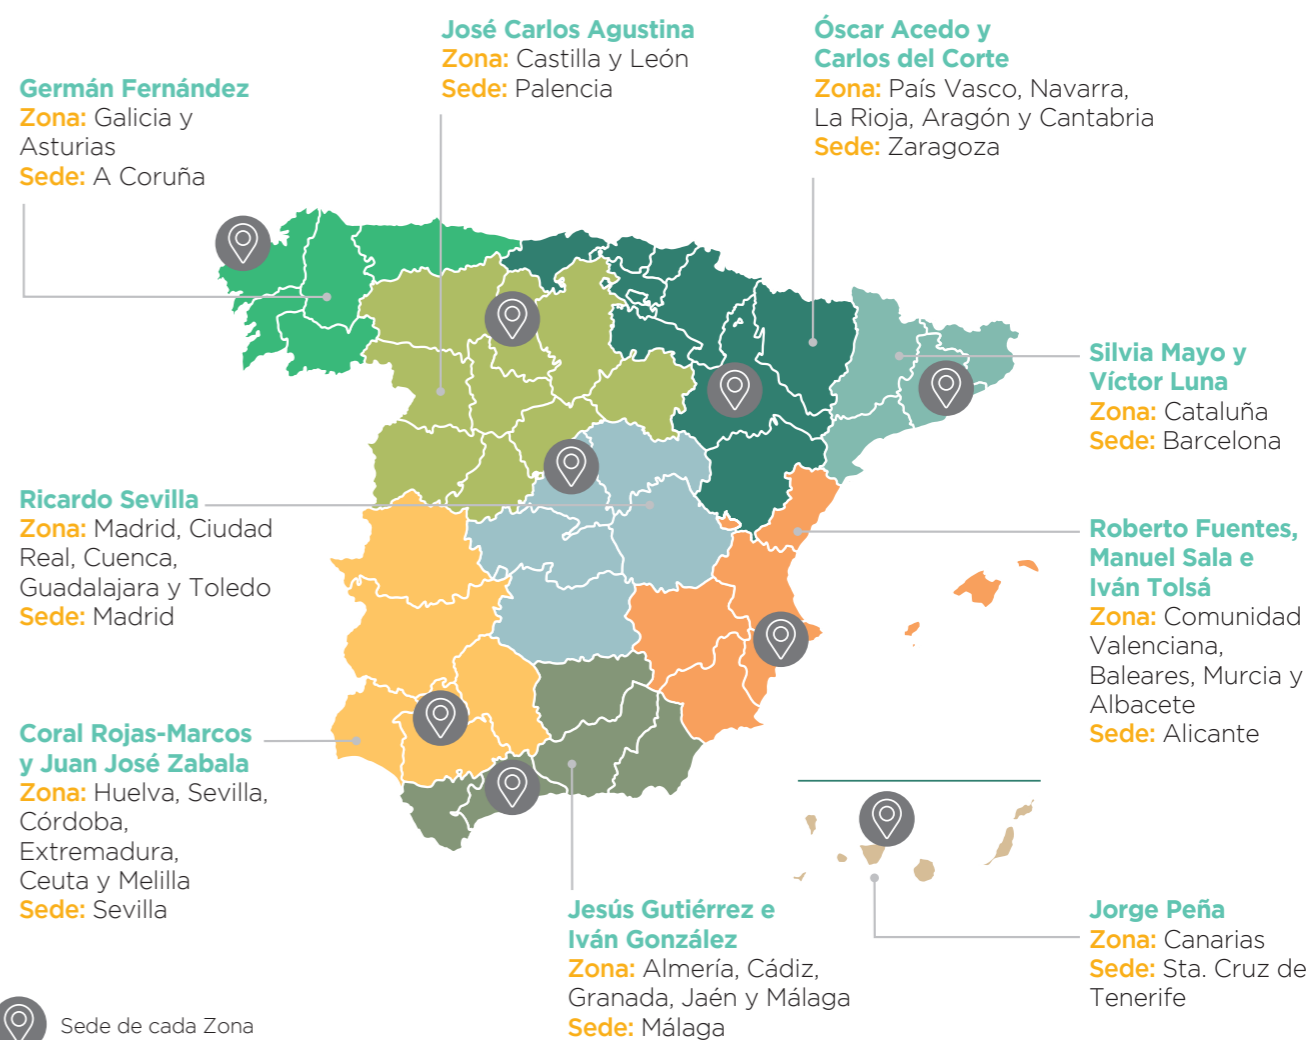 José Carlos Agustina
Zona: Castilla y León
Sede: Palencia
Óscar Acedo y
Carlos del Corte
Zona: País Vasco, Navarra,
La Rioja, Aragón y Cantabria
Sede: Zaragoza
Germán Fernández
Zona: Galicia y
Asturias
Sede: A Coruña
Silvia Mayo y
Víctor Luna
Zona: Cataluña
Sede: Barcelona
Ricardo Sevilla
Zona: Madrid, Ciudad
Real, Cuenca,
Guadalajara y Toledo
Sede: Madrid
Roberto Fuentes,
Manuel Sala e
Iván Tolsá
Zona: Comunidad
Valenciana,
Baleares, Murcia y
Albacete
Sede: Alicante
Coral Rojas-Marcos
y Juan José Zabala
Zona: Huelva, Sevilla,
Córdoba,
Extremadura,
Ceuta y Melilla
Sede: Sevilla
Jesús Gutiérrez e
Iván González
Zona: Almería, Cádiz,
Granada, Jaén y Málaga
Sede: Málaga
Jorge Peña
Zona: Canarias
Sede: Sta. Cruz de
Tenerife
Sede de cada Zona